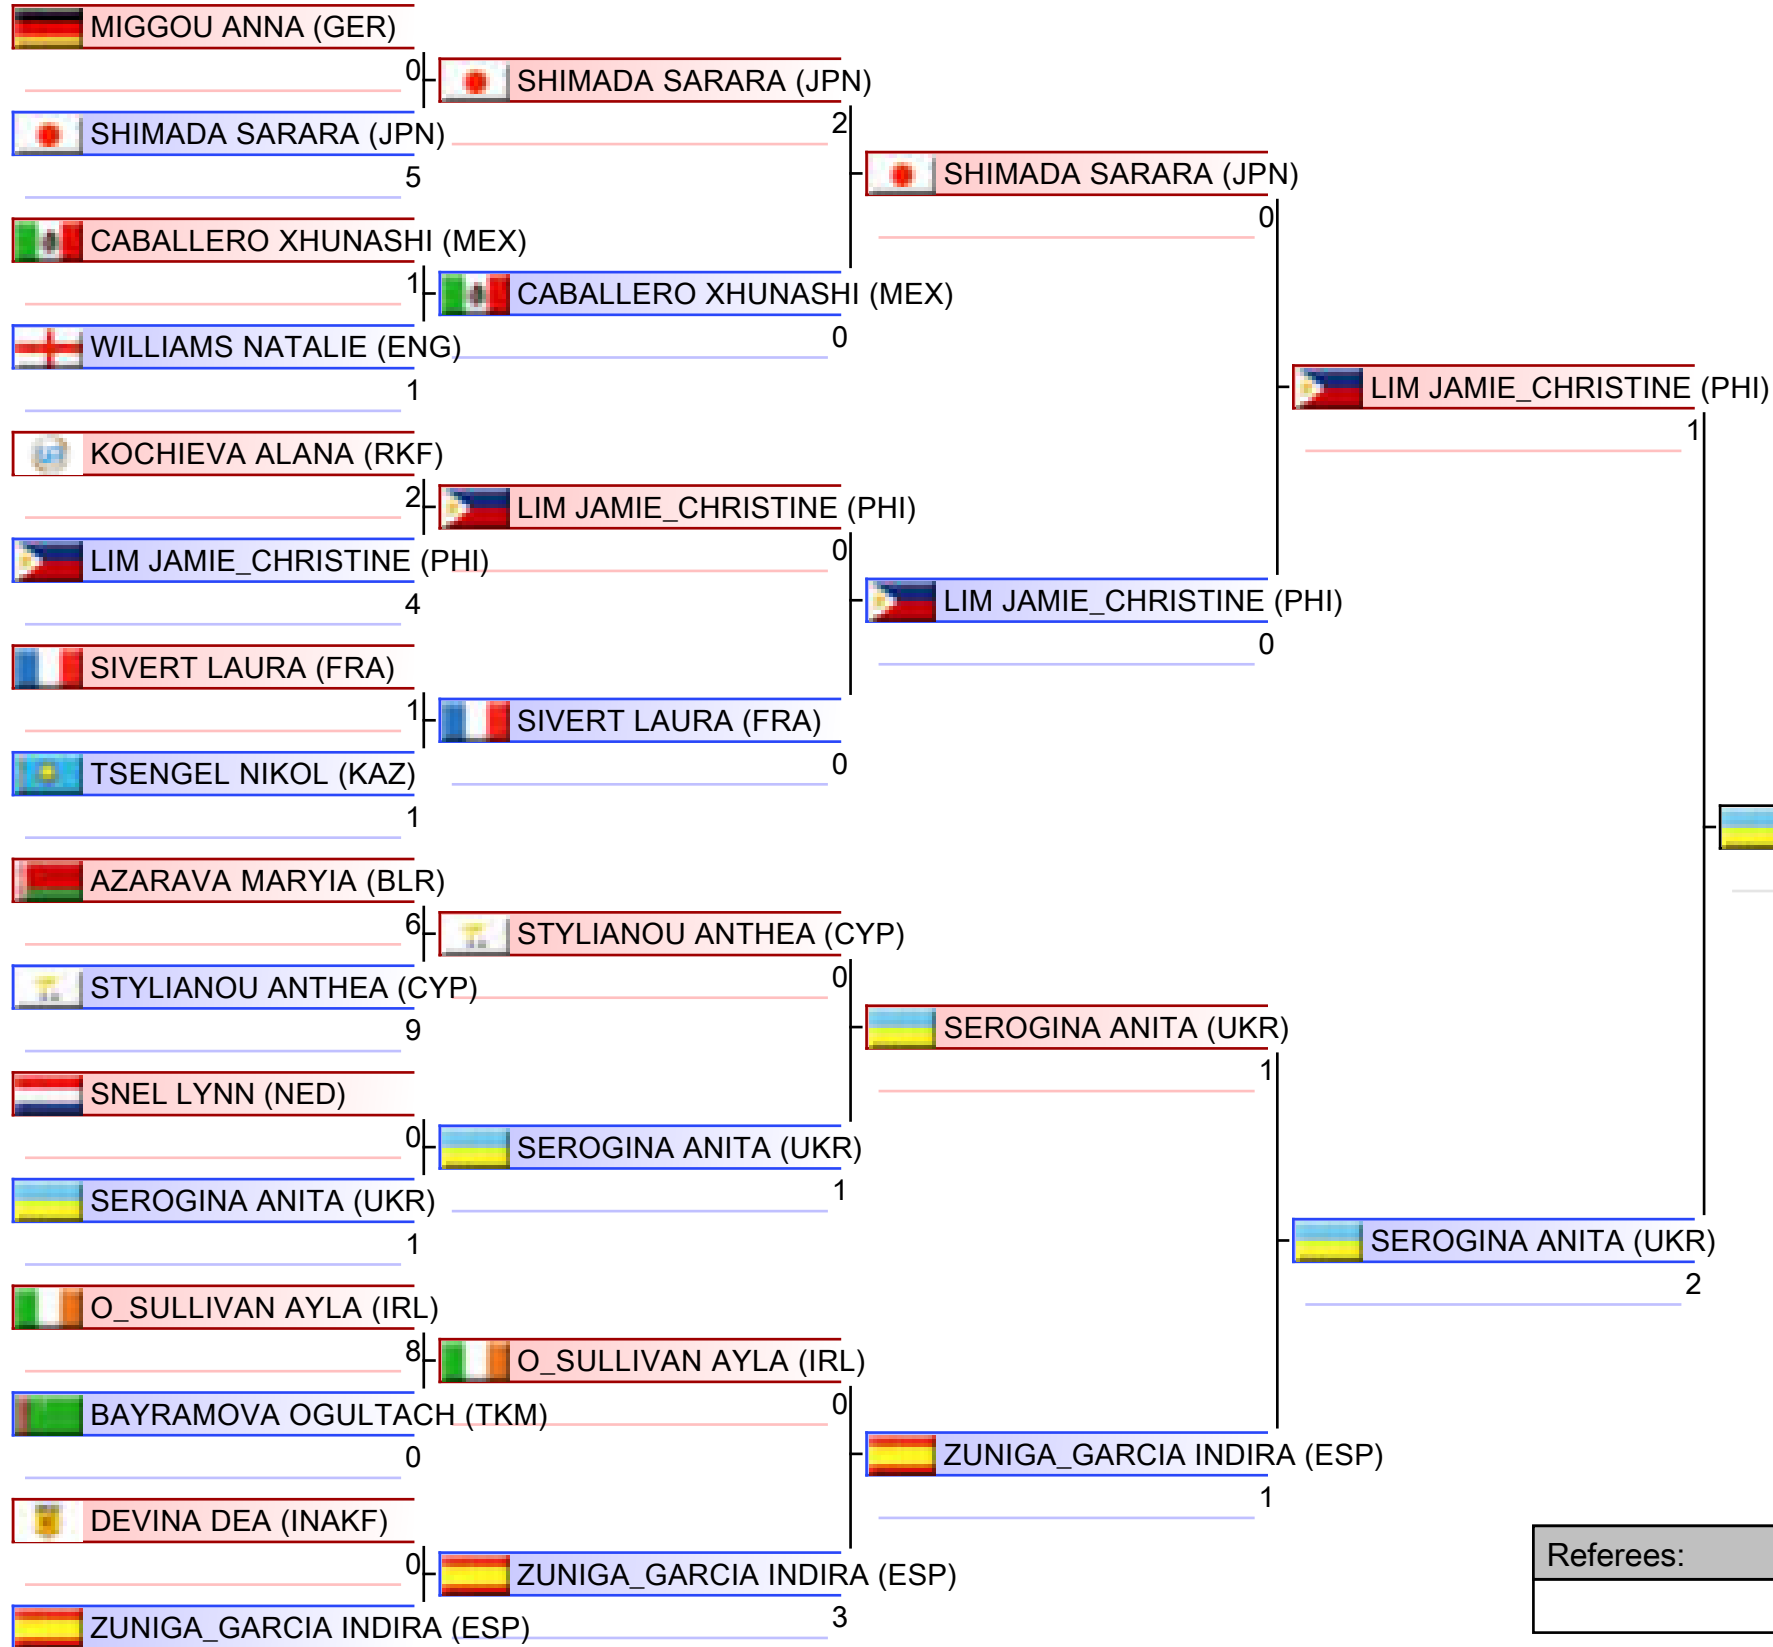 MIGGOU ANNA (GER)
0
SHIMADA SARARA (JPN)
5
CABALLERO XHUNASHI (MEX)
1
WILLIAMS NATALIE (ENG)
1
KOCHIEVA ALANA (RKF)
2
LIM JAMIE_CHRISTINE (PHI)
4
SIVERT LAURA (FRA)
1
TSENGEL NIKOL (KAZ)
1
AZARAVA MARYIA (BLR)
6
STYLIANOU ANTHEA (CYP)
9
SNEL LYNN (NED)
0
SEROGINA ANITA (UKR)
1
O_SULLIVAN AYLA (IRL)
8
BAYRAMOVA OGULTACH (TKM)
0
DEVINA DEA (INAKF)
0
ZUNIGA_GARCIA INDIRA (ESP)
SHIMADA SARARA (JPN)
2
CABALLERO XHUNASHI (MEX)
0
LIM JAMIE_CHRISTINE (PHI)
0
SIVERT LAURA (FRA)
0
STYLIANOU ANTHEA (CYP)
0
SEROGINA ANITA (UKR)
1
O_SULLIVAN AYLA (IRL)
0
ZUNIGA_GARCIA INDIRA (ESP)
3
SHIMADA SARARA (JPN)
0
LIM JAMIE_CHRISTINE (PHI)
0
SEROGINA ANITA (UKR)
1
ZUNIGA_GARCIA INDIRA (ESP)
1
LIM JAMIE_CHRISTINE (PHI)
1
SEROGINA ANITA (UKR)
2
Referees: